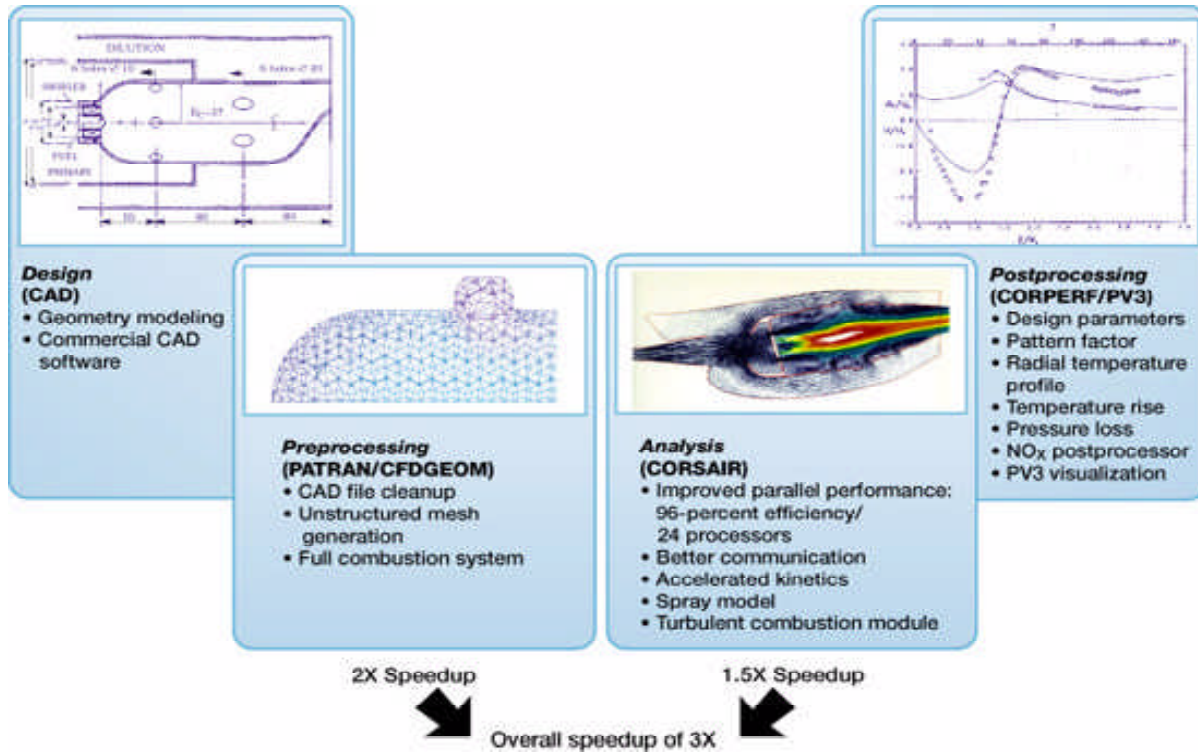 DILUTION
SWIRLER
FUEL
PRIMARY
Design
(CAD)
• Geometry modeling
• Commercial CAD
software
Preprocessing
(PATRAN/CFDGEOM)
• CAD file cleanup
• Unstructured mesh
generation
• Full combustion system
Analysis
(CORSAIR)
• Improved parallel performance:
96-percent efficiency/
24 processors
• Better communication
• Accelerated kinetics
• Spray model
• Turbulent combustion module
Postprocessing
(CORPERF/PV3)
• Design parameters
• Pattern factor
• Radial temperature
profile
• Temperature rise
• Pressure loss
• NOX postprocessor
• PV3 visualization
2X Speedup
1.5X Speedup
Overall speedup of 3X